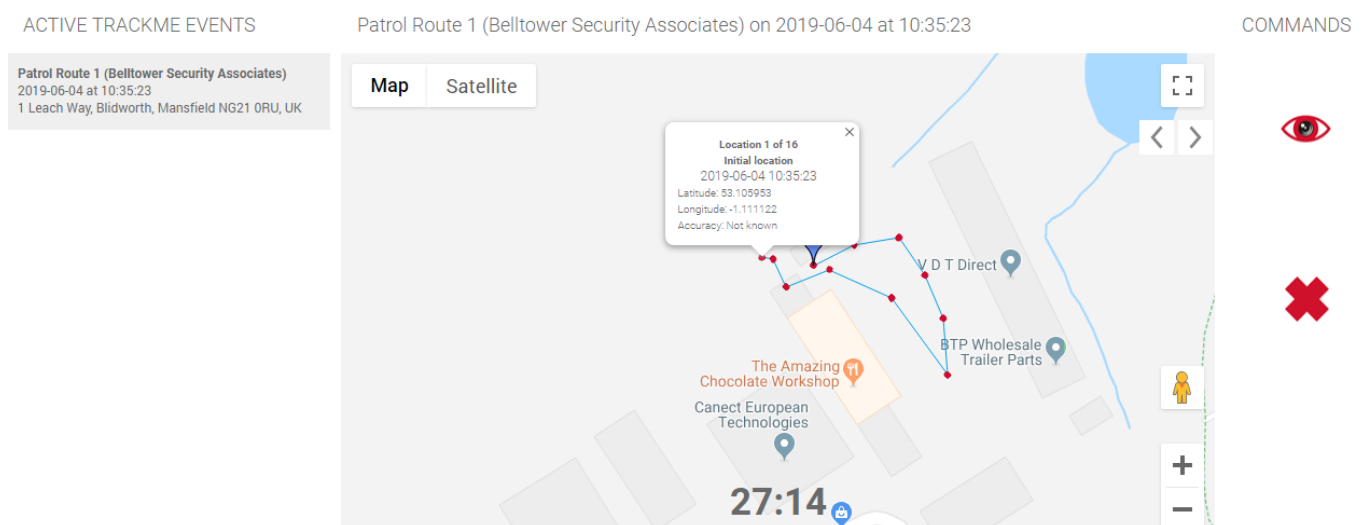 ACTIVE TRACKME EVENTS
Patrol Route 1 (Belltower Security Associates) on 2019-06-04 at 10:35:23
COMMANDS
Patrol Route 1 (Belltower Security Associates)
2019-06-04 at 10:35:23
1 Leach Way, Blidworth, Mansfield NG21 0RU, UK
Map
Satellite
Location 1 of 16
Initial location
2019-06-04 10:35:23
Latitude: 53.105953
Longitude: -1.111122
Accuracy: Not known
V D T Direct
BTP Wholesale
Trailer Parts
The Amazing
Chocolate Workshop
Canect European
Technologies
27:14